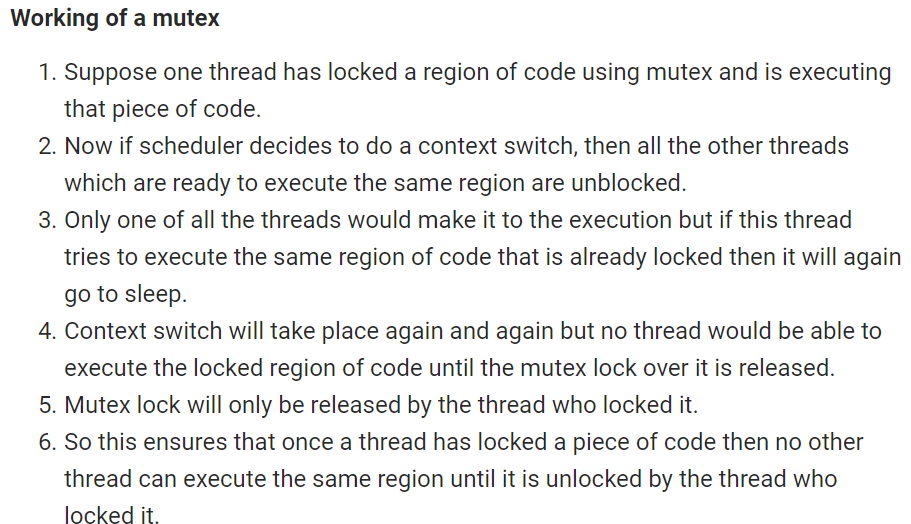 Working of a mutex
1. Suppose one thread has locked a region of code using mutex and is executing
that piece of code.
2. Now if scheduler decides to do a context switch, then all the other threads
which are ready to execute the same region are unblocked.
3. Only one of all the threads would make it to the execution but if this thread
tries to execute the same region of code that is already locked then it will again
go to sleep.
4. Context switch will take place again and again but no thread would be able to
execute the locked region of code until the mutex lock over it is released.
5. Mutex lock will only be released by the thread who locked it.
6. So this ensures that once a thread has locked a piece of code then no other
thread can execute the same region until it is unlocked by the thread who
locked it.